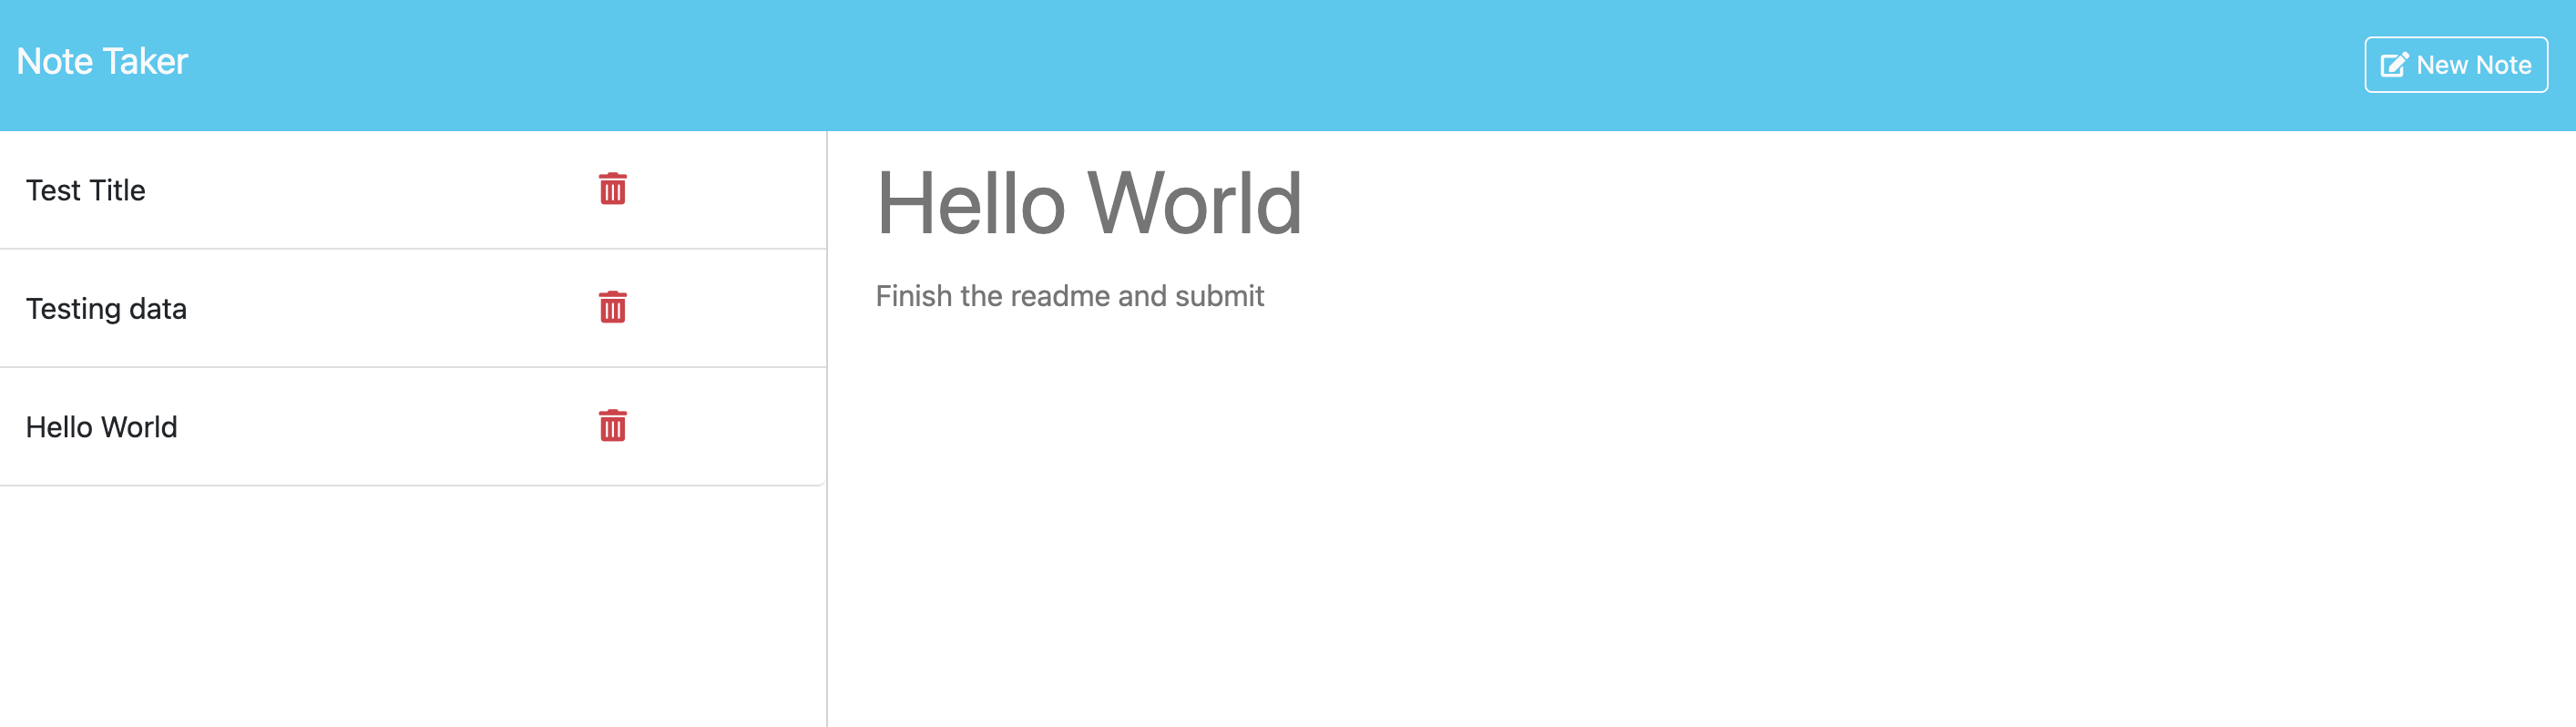 Note Taker
New Note
Test Title
Testing data
Hello World
Hello World
Finish the readme and submit